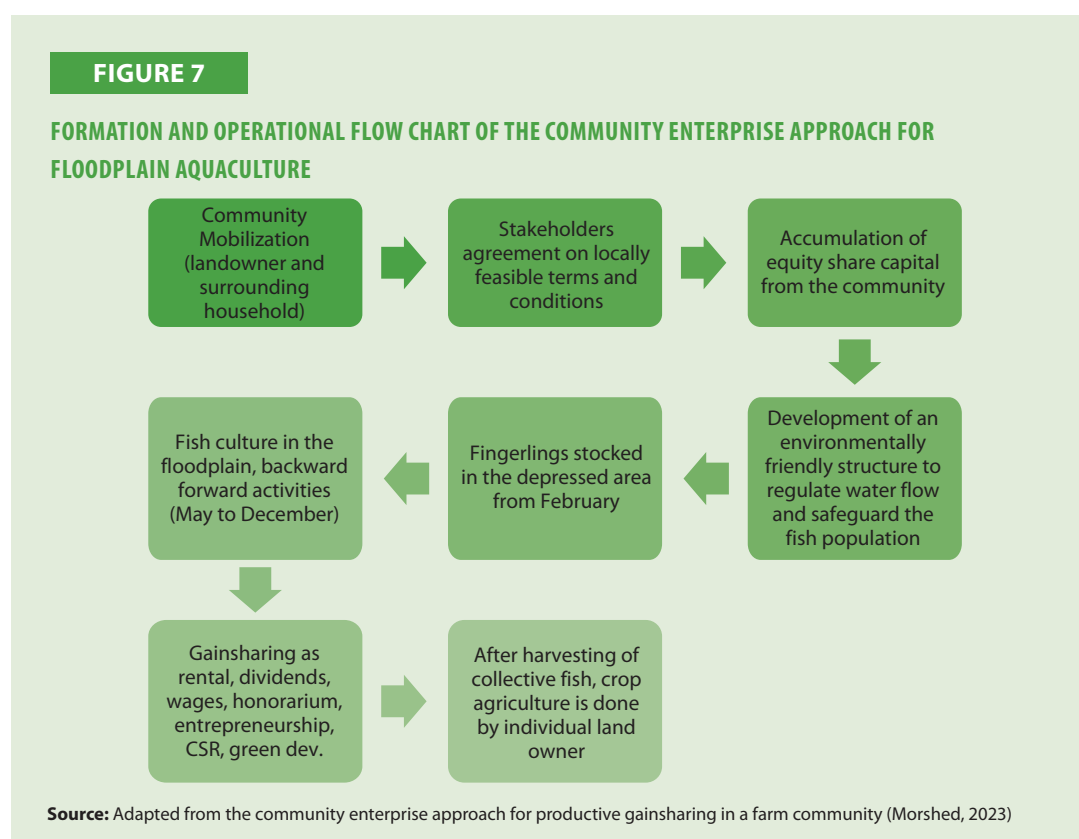 FIGURE 7
FORMATION AND OPERATIONAL FLOW CHART OF THE COMMUNITY ENTERPRISE APPROACH FOR
FLOODPLAIN AQUACULTURE
Community
Mobilization
(landowner and
surrounding
household)
Stakeholders
agreement on locally
feasible terms and
conditions
Accumulation of
equity share capital
from the community
Development of an
environmentally
friendly structure to
regulate water flow
and safeguard the
fish population
Fingerlings stocked
in the depressed area
from February
Fish culture in the
floodplain, backward
forward activities
(May to December)
Gainsharing as
rental, dividends,
wages, honorarium,
entrepreneurship,
CSR, green dev.
After harvesting of
collective fish, crop
agriculture is done
by individual land
owner
Source: Adapted from the community enterprise approach for productive gainsharing in a farm community (Morshed, 2023)